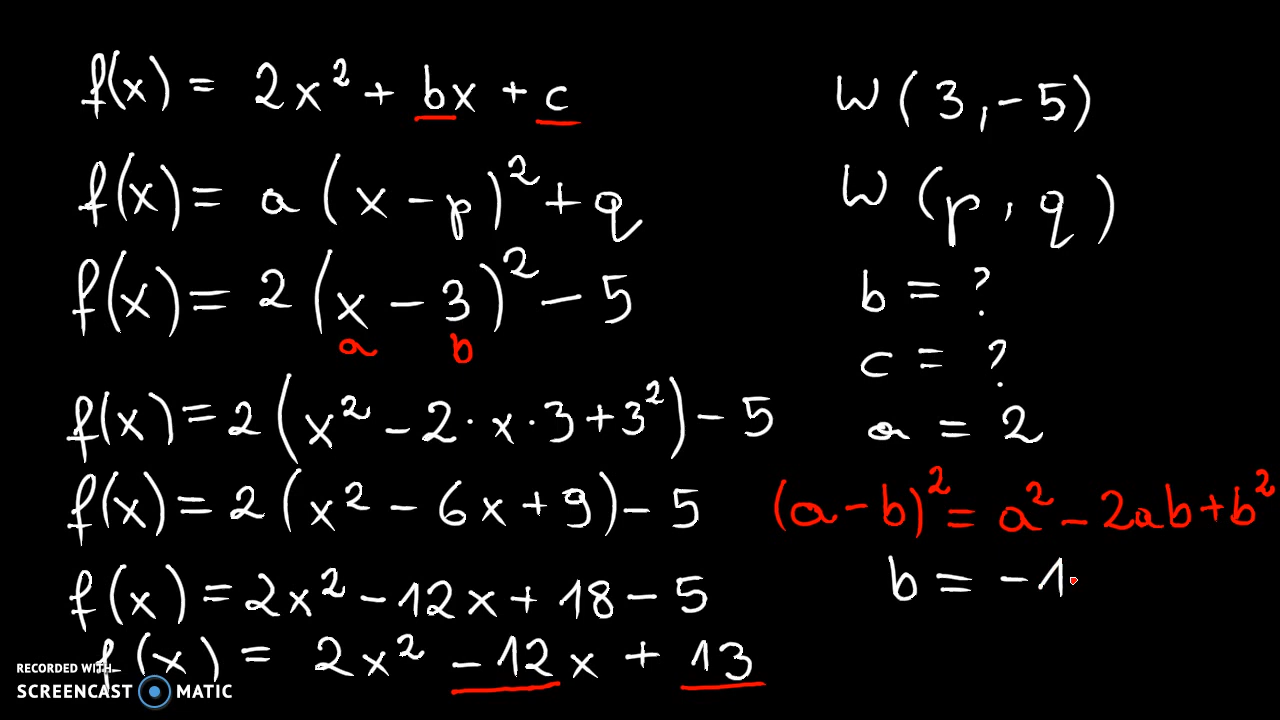 f(x) = 2x² + bx + c
f(x) = a(x - p)² + q
f(x) = 2(x - 3)² - 5
a b
f(x) = 2(x² - 2·x·3 + 3²) - 5
f(x) = 2(x² - 6x + 9) - 5
f(x) = 2x² - 12x + 18 - 5
f(x) = 2x² - 12x + 13
W(3, -5)
W(p, q)
b = ?
c = ?
a = 2
(a - b)² = a² - 2ab + b²
b = -1
RECORDED WITH
SCREENCAST MATIC